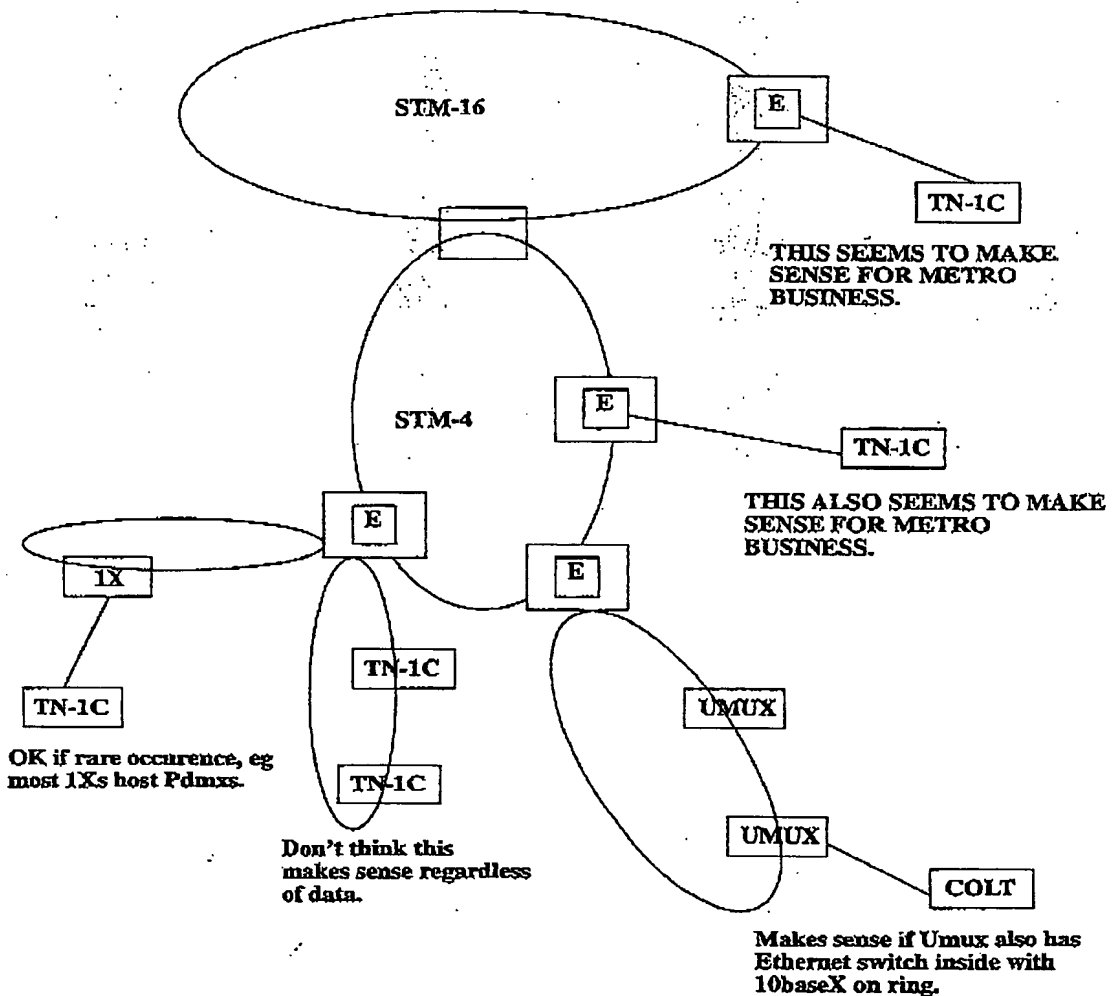 STM-16
E
TN-1C
THIS SEEMS TO MAKE
SENSE FOR METRO
BUSINESS.
STM-4
E
TN-1C
THIS ALSO SEEMS TO MAKE
SENSE FOR METRO
BUSINESS.
E
E
1X
TN-1C
OK if rare occurence, eg
most 1Xs host Pdmxs.
TN-1C
TN-1C
Don't think this
makes sense regardless
of data.
UMUX
UMUX
COLT
Makes sense if Umux also has
Ethernet switch inside with
10baseX on ring.